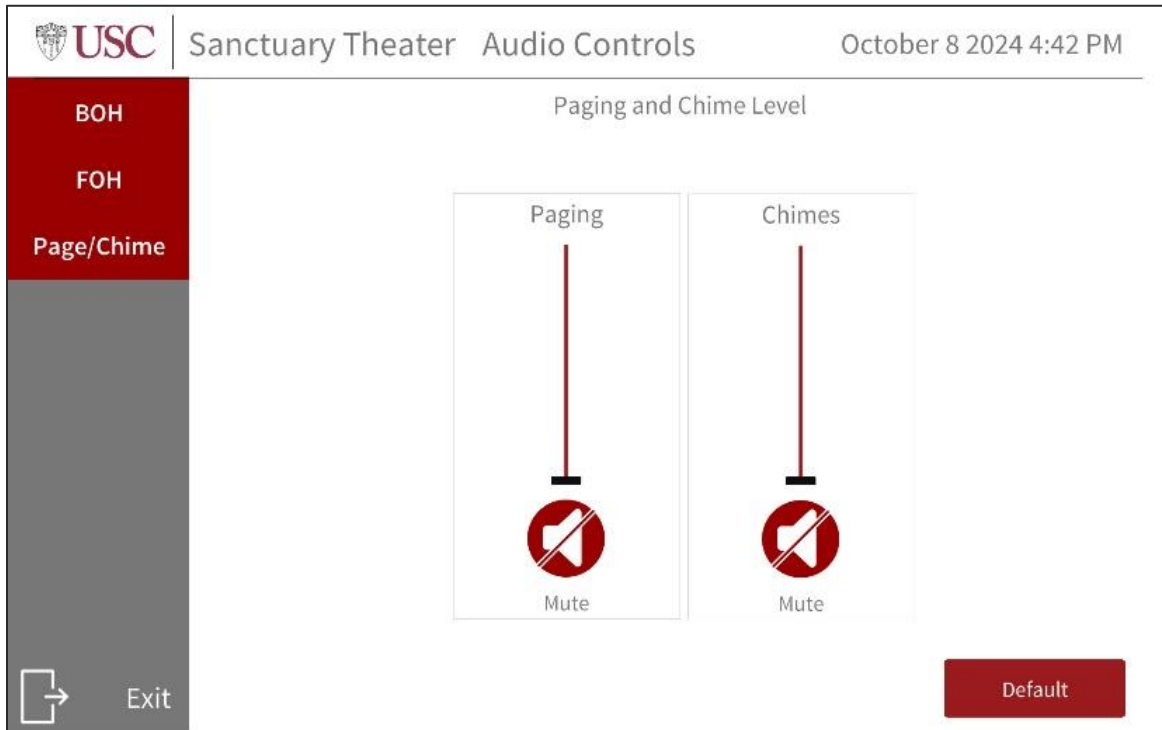 USC Sanctuary Theater Audio Controls October 8 2024 4:42 PM
BOH
FOH
Page/Chime
Exit
Paging and Chime Level
Paging
Mute
Chimes
Mute
Default